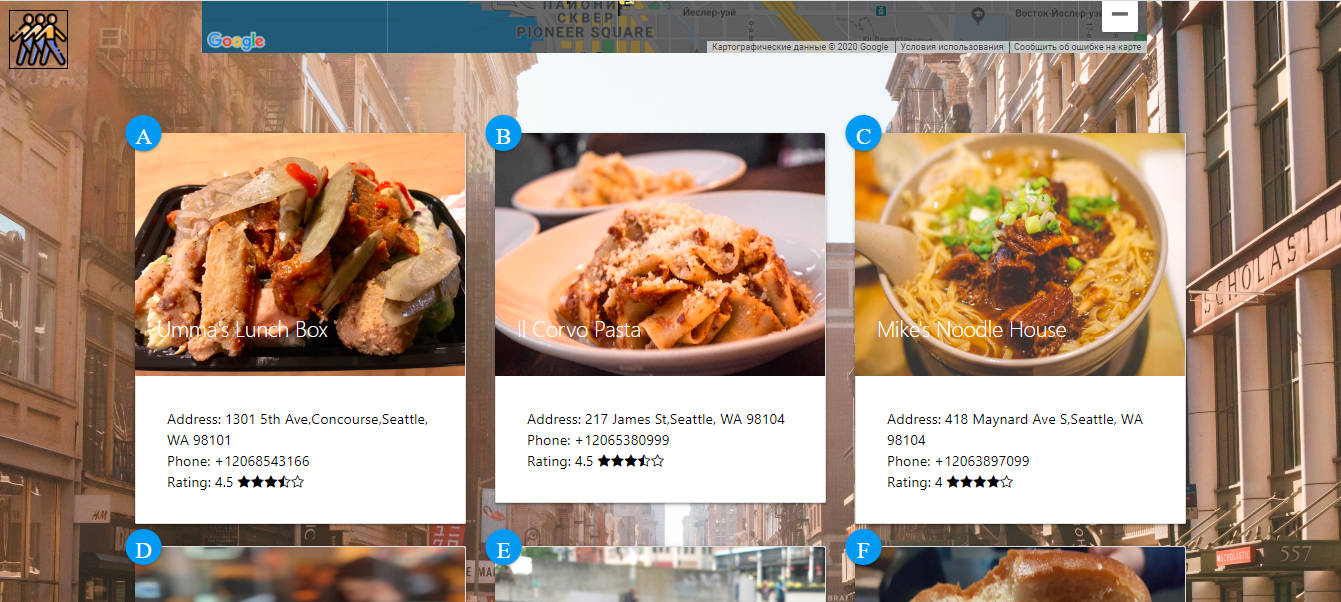 ПАЙОНИР
СКВЕР
PIONEER SQUARE
Йеслер-уэй
Восток-Йеслер-уэй
Google
Картографические данные © 2020 Google
Условия использования
Сообщить об ошибке на карте
A
B
C
Umma's Lunch Box
Il Corvo Pasta
Mike's Noodle House
Address: 1301 5th Ave,Concourse,Seattle,
WA 98101
Phone: +12068543166
Rating: 4.5
Address: 217 James St,Seattle, WA 98104
Phone: +12065380999
Rating: 4.5
Address: 418 Maynard Ave S,Seattle, WA
98104
Phone: +12063897099
Rating: 4
SCHOLASTIC
HM
D
E
F
SCHOLASTIC
557